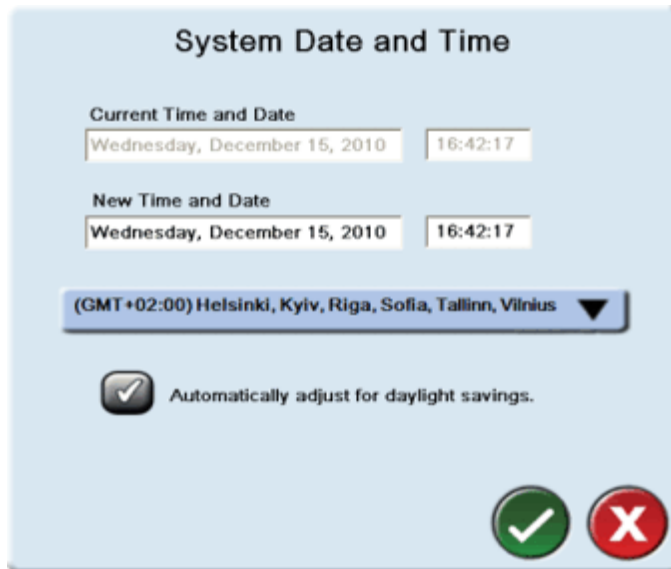 System Date and Time
Current Time and Date
Wednesday, December 15, 2010 16:42:17
New Time and Date
Wednesday, December 15, 2010 16:42:17
(GMT+02:00) Helsinki, Kyiv, Riga, Sofia, Tallinn, Vilnius
Automatically adjust for daylight savings.